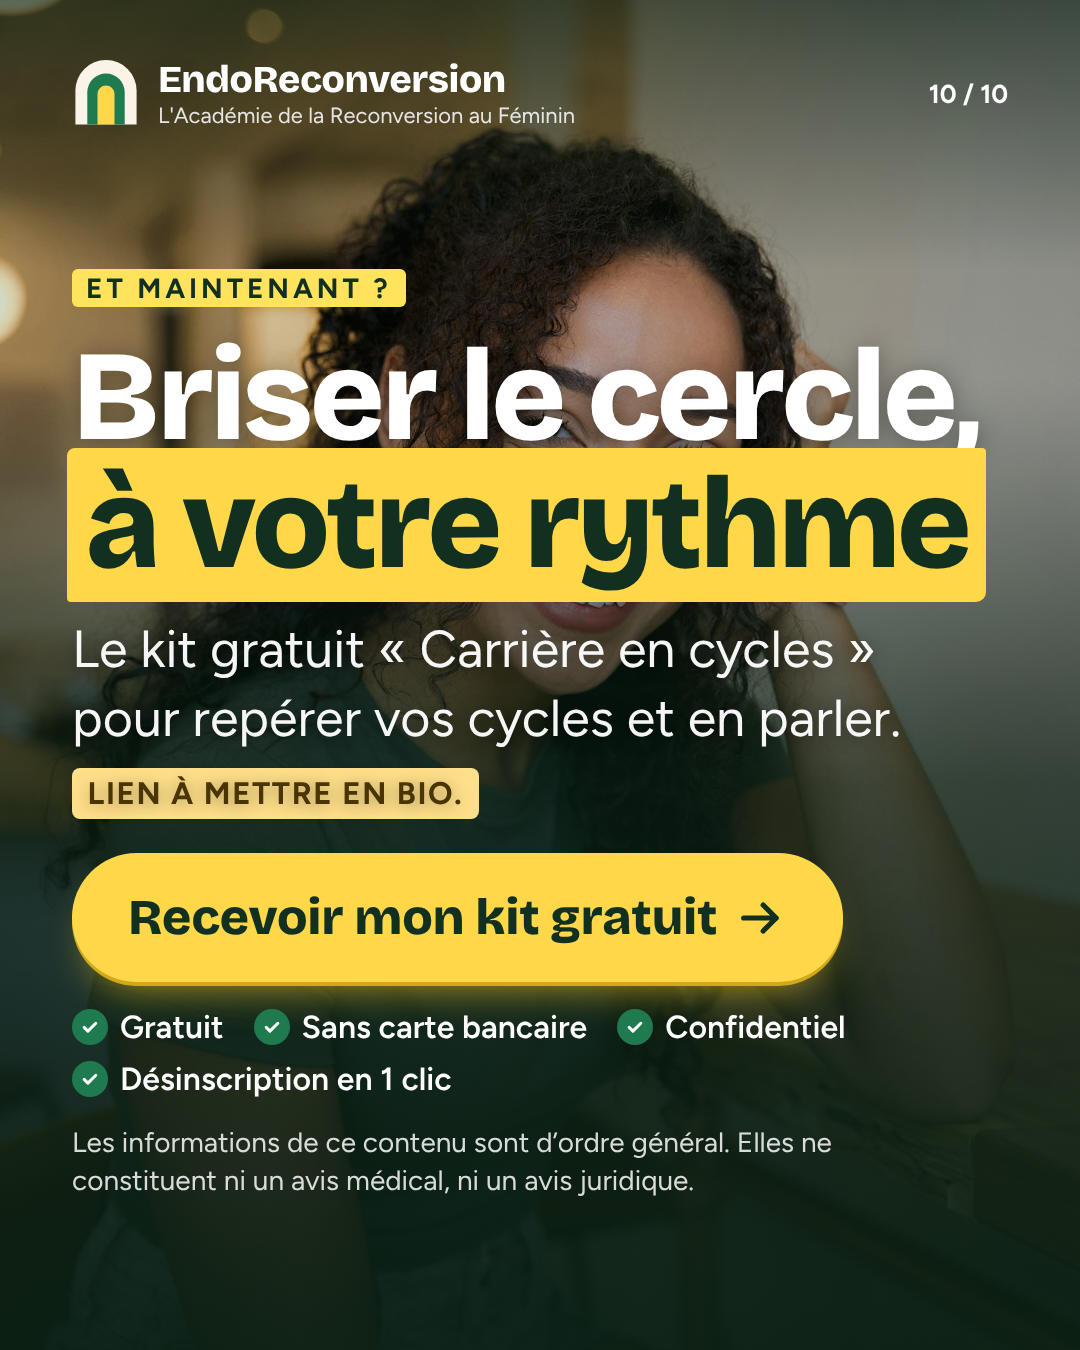 EndoReconversion
L'Académie de la Reconversion au Féminin
10 / 10
ET MAINTENANT ?
Briser le cercle,
à votre rythme
Le kit gratuit « Carrière en cycles »
pour repérer vos cycles et en parler.
LIEN À METTRE EN BIO.
Recevoir mon kit gratuit →
Gratuit Sans carte bancaire Confidentiel
Désinscription en 1 clic
Les informations de ce contenu sont d’ordre général. Elles ne
constituent ni un avis médical, ni un avis juridique.